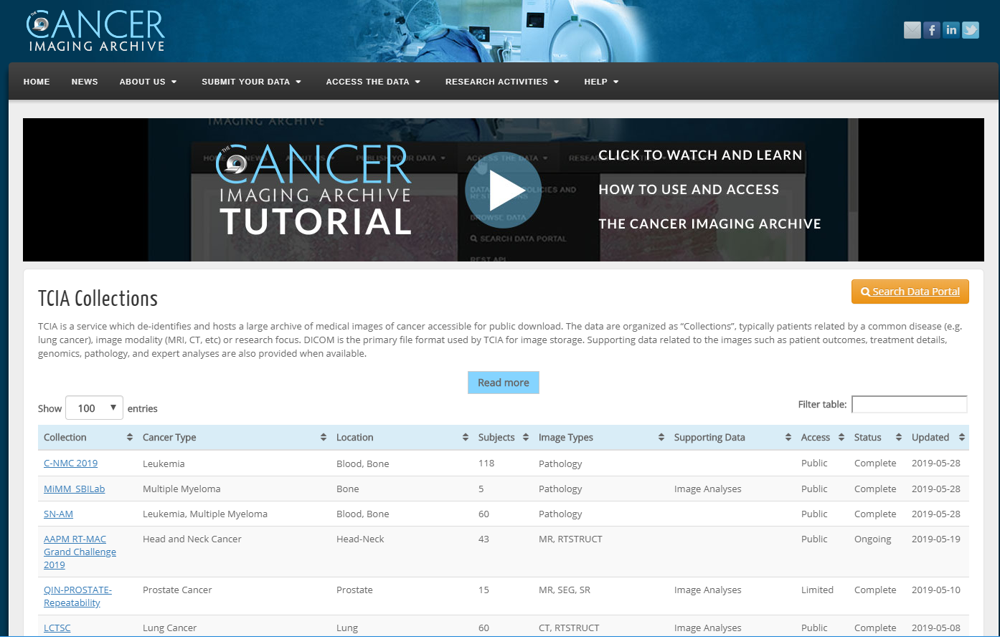 THE
CANCER
IMAGING ARCHIVE
HOME NEWS ABOUT US SUBMIT YOUR DATA ACCESS THE DATA RESEARCH ACTIVITIES HELP
IMAGING ARCHIVE
THE
CANCER
IMAGING ARCHIVE
TUTORIAL
CLICK TO WATCH AND LEARN
HOW TO USE AND ACCESS
THE CANCER IMAGING ARCHIVE
BROWSE DATA
SEARCH DATA PORTAL
REST API
TCIA Collections
Search Data Portal
TCIA is a service which de-identifies and hosts a large archive of medical images of cancer accessible for public download. The data are organized as “Collections”, typically patients related by a common disease (e.g.
lung cancer), image modality (MRI, CT, etc) or research focus. DICOM is the primary file format used by TCIA for image storage. Supporting data related to the images such as patient outcomes, treatment details,
genomics, pathology, and expert analyses are also provided when available.
Read more
Show 100 entries
Filter table:
Collection Cancer Type Location Subjects Image Types Supporting Data Access Status Updated
C-NMC 2019 Leukemia Blood, Bone 118 Pathology Public Complete 2019-05-28
MiMM_SBILab Multiple Myeloma Bone 5 Pathology Image Analyses Public Complete 2019-05-28
SN-AM Leukemia, Multiple Myeloma Blood, Bone 60 Pathology Public Complete 2019-05-28
AAPM RT-MAC Head and Neck Cancer Head-Neck 43 MR, RTSTRUCT Public Ongoing 2019-05-19
Grand Challenge
2019
QIN-PROSTATE- Prostate Cancer Prostate 15 MR, SEG, SR Image Analyses Limited Complete 2019-05-10
Repeatability
LCTSC Lung Cancer Lung 60 CT, RTSTRUCT Image Analyses Public Complete 2019-05-08